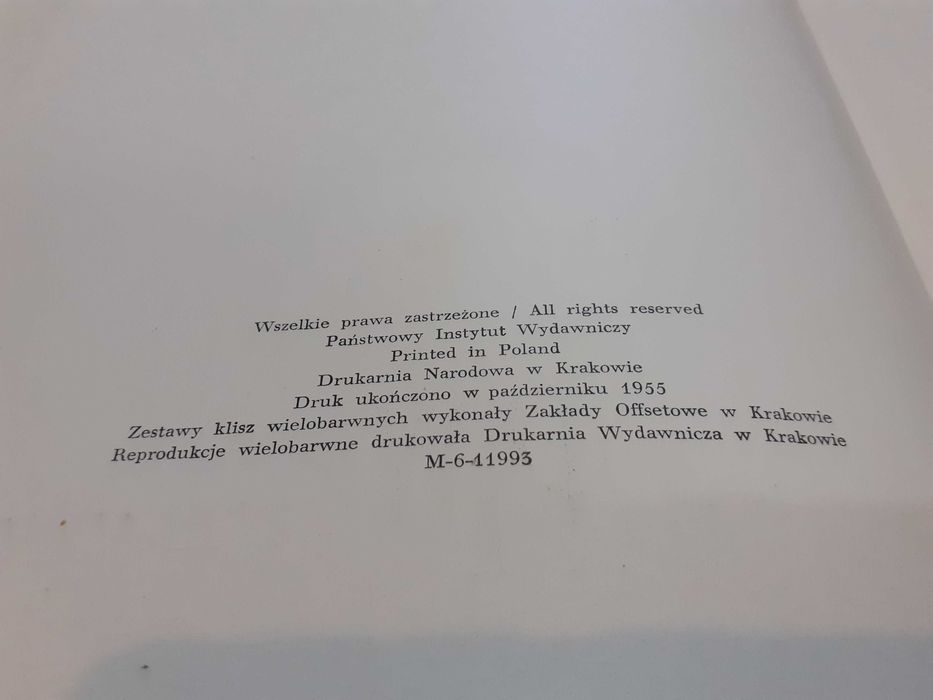 Wszelkie prawa zastrzeżone / All rights reserved
Państwowy Instytut Wydawniczy
Printed in Poland
Drukarnia Narodowa w Krakowie
Druk ukończono w październiku 1955
Zestawy klisz wielobarwnych wykonały Zakłady Offsetowe w Krakowie
Reprodukcje wielobarwne drukowała Drukarnia Wydawnicza w Krakowie
M-6-11993